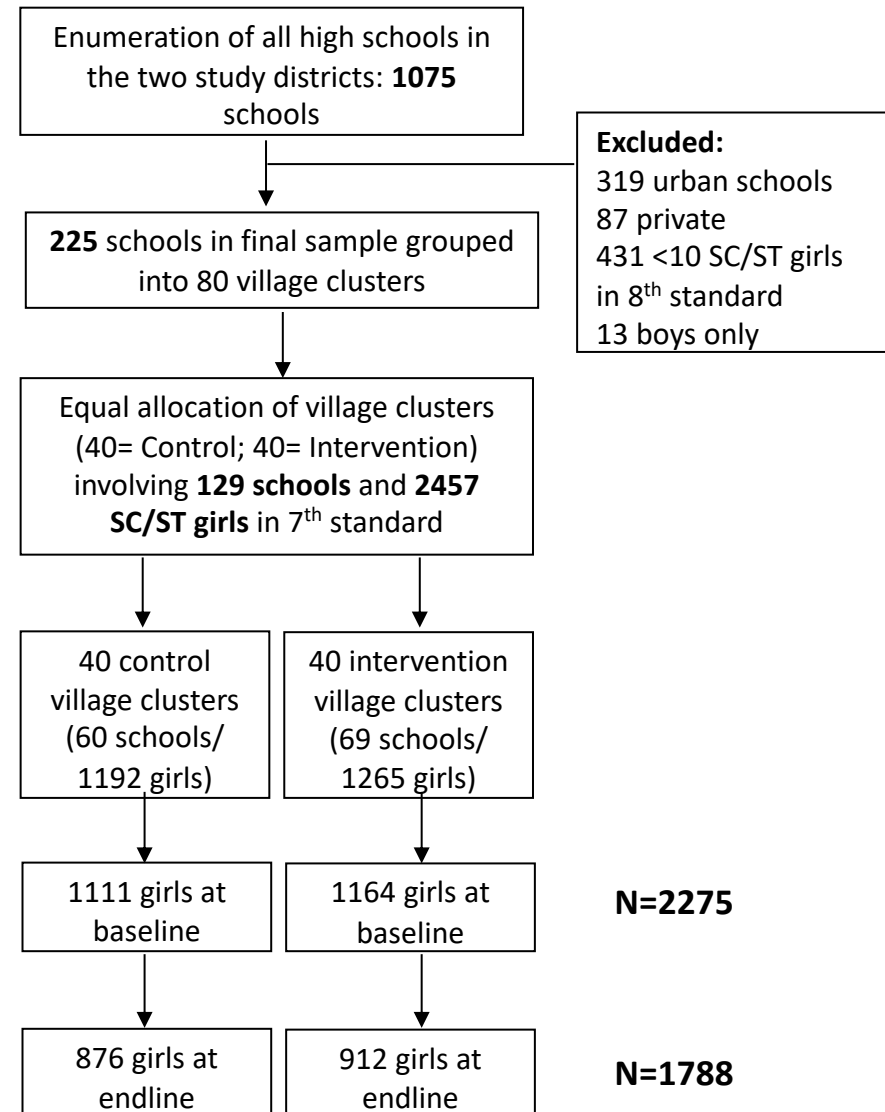 Enumeration of all high schools in
the two study districts: 1075
schools
Excluded:
319 urban schools
87 private
431 <10 SC/ST girls
in 8th standard
13 boys only
225 schools in final sample grouped
into 80 village clusters
Equal allocation of village clusters
(40= Control; 40= Intervention)
involving 129 schools and 2457
SC/ST girls in 7th standard
40 control
village clusters
(60 schools/
1192 girls)
40 intervention
village clusters
(69 schools/
1265 girls)
1111 girls at
baseline
1164 girls at
baseline
N=2275
876 girls at
endline
912 girls at
endline
N=1788